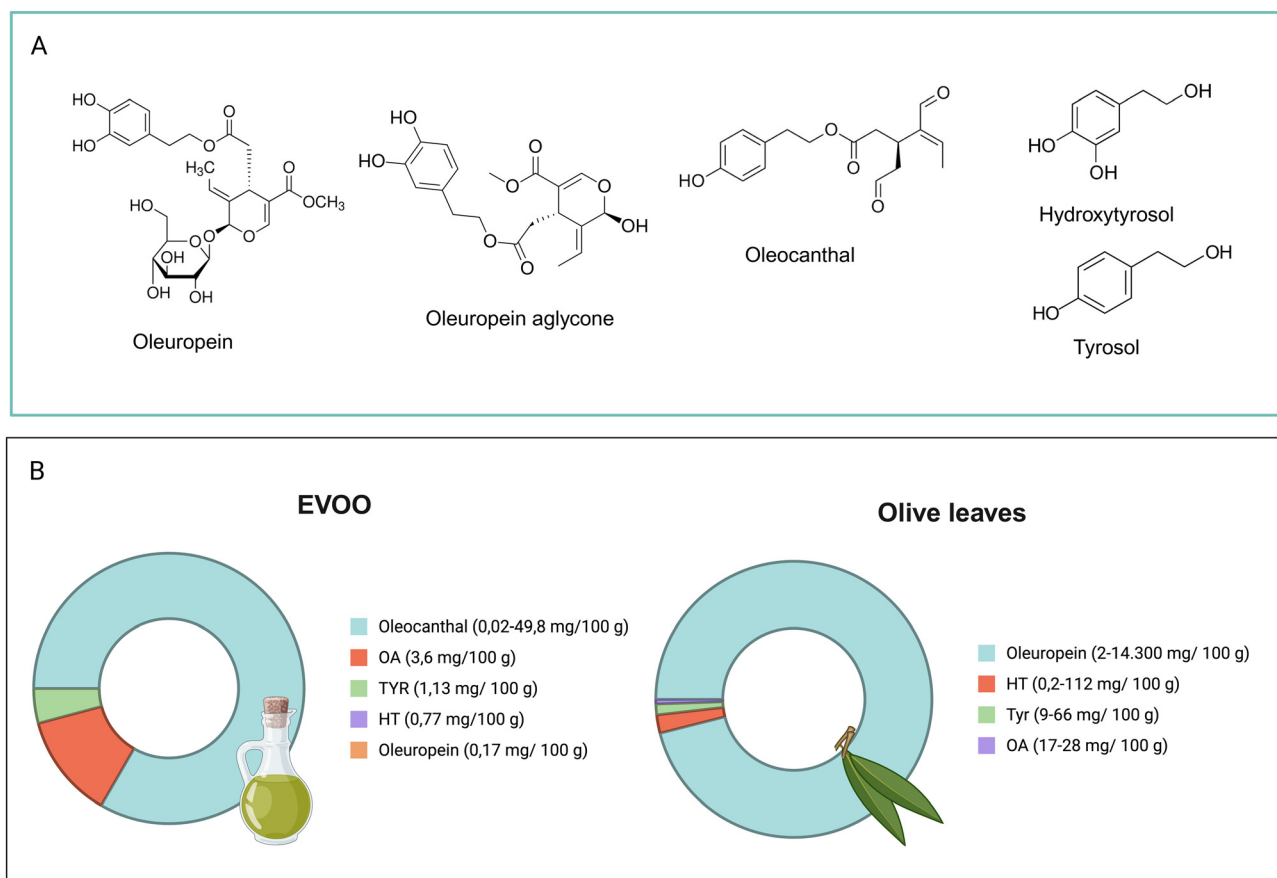 A
HO
HO
O
O
H₃C
O
OCH₃
HO
O
O
O
OH
OH
OH
Oleuropein
HO
HO
O
O
O
OH
O
O
Oleuropein aglycone
O
O
O
HO
O
Oleocanthal
OH
HO
OH
Hydroxytyrosol
OH
HO
Tyrosol
B
EVOO
Oleocanthal (0,02-49,8 mg/100 g)
OA (3,6 mg/100 g)
TYR (1,13 mg/ 100 g)
HT (0,77 mg/100 g)
Oleuropein (0,17 mg/ 100 g)
Olive leaves
Oleuropein (2-14.300 mg/ 100 g)
HT (0,2-112 mg/ 100 g)
Tyr (9-66 mg/ 100 g)
OA (17-28 mg/ 100 g)